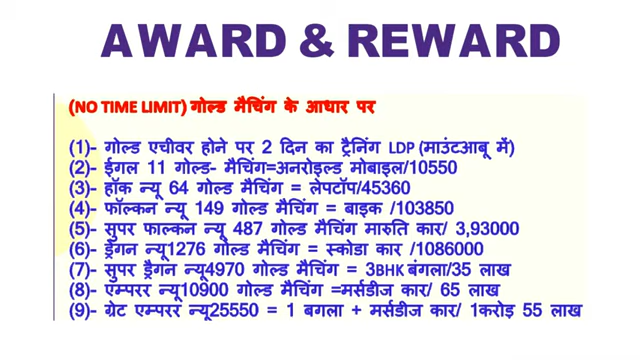 AWARD & REWARD
(NO TIME LIMIT) गोल्ड मैचिंग के आधार पर
(1)- गोल्ड एचीवर होने पर 2 दिन का ट्रैनिंग LDP (माउंटआबू में)
(2)- ईगल 11 गोल्ड- मैचिंग=अनरोइल्ड मोबाइल/10550
(3)- हॉक न्यू 64 गोल्ड मैचिंग = लेपटॉप/45360
(4)- फॉल्कन न्यू 149 गोल्ड मैचिंग = बाइक /103850
(5)- सुपर फाल्कन न्यू 487 गोल्ड मैचिंग मारुति कार/ 3,93000
(6)- ड्रैगन न्यू1276 गोल्ड मैचिंग = स्कोडा कार /1086000
(7)- सुपर ड्रैगन न्यू4970 गोल्ड मैचिंग = 3BHK बंगला/35 लाख
(8)- एम्परर न्यू10900 गोल्ड मैचिंग =मर्सडीज कार/ 65 लाख
(9)- ग्रेट एम्परर न्यू25550 = 1 बगला + मर्सडीज कार/ 1करोड़ 55 लाख